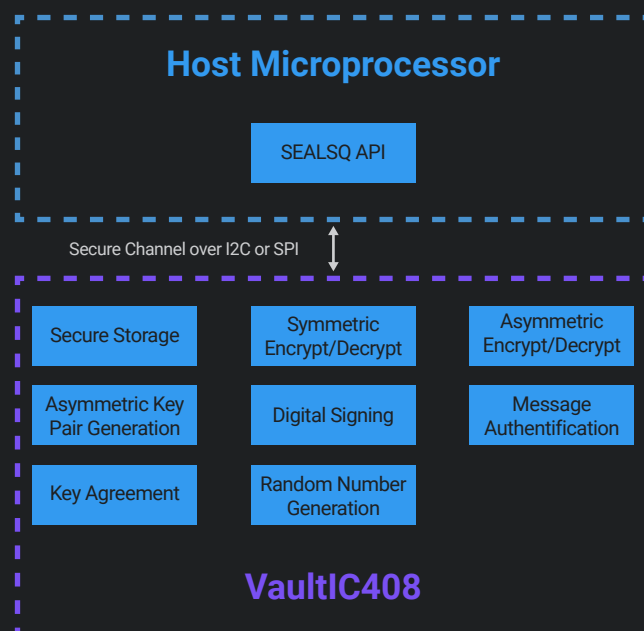 Host Microprocessor
SEALSQ API
Secure Channel over I2C or SPI
Secure Storage
Symmetric
Encrypt/Decrypt
Asymmetric
Encrypt/Decrypt
Asymmetric Key
Pair Generation
Digital Signing
Message
Authentification
Key Agreement
Random Number
Generation
VaultIC408